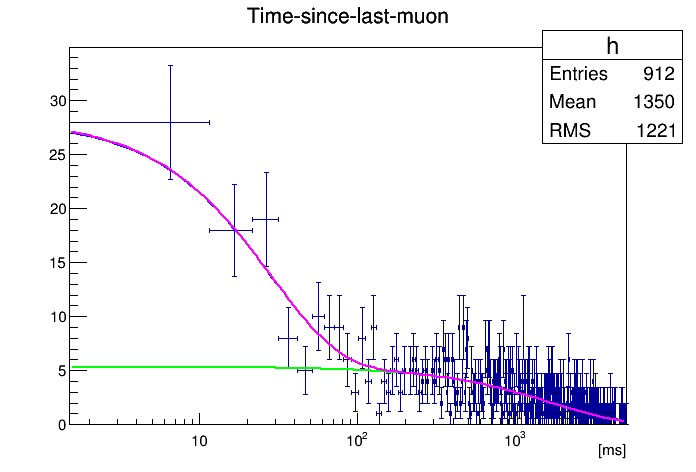 Time-since-last-muon
h
Entries 912
Mean 1350
RMS 1221
30
25
20
15
10
5
0
10 10² 10³
[ms]